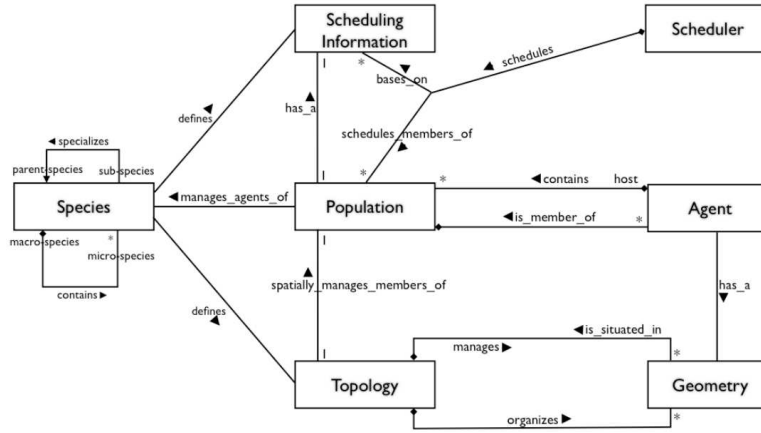 Scheduling
Information
Scheduler
◄ schedules
I
*
bases_on
has_a
defines
schedules_members_of
◄ specializes
parent-species
sub-species
I
*
*
◄ contains
host
Species
◄ manages_agents_of
Population
Agent
◄ is_member_of
*
macro-species
*
micro-species
I
contains ►
spatially_manages_members_of
has_a
defines
◄ is_situated_in
I
manages ►
*
Topology
Geometry
organizes ►
*